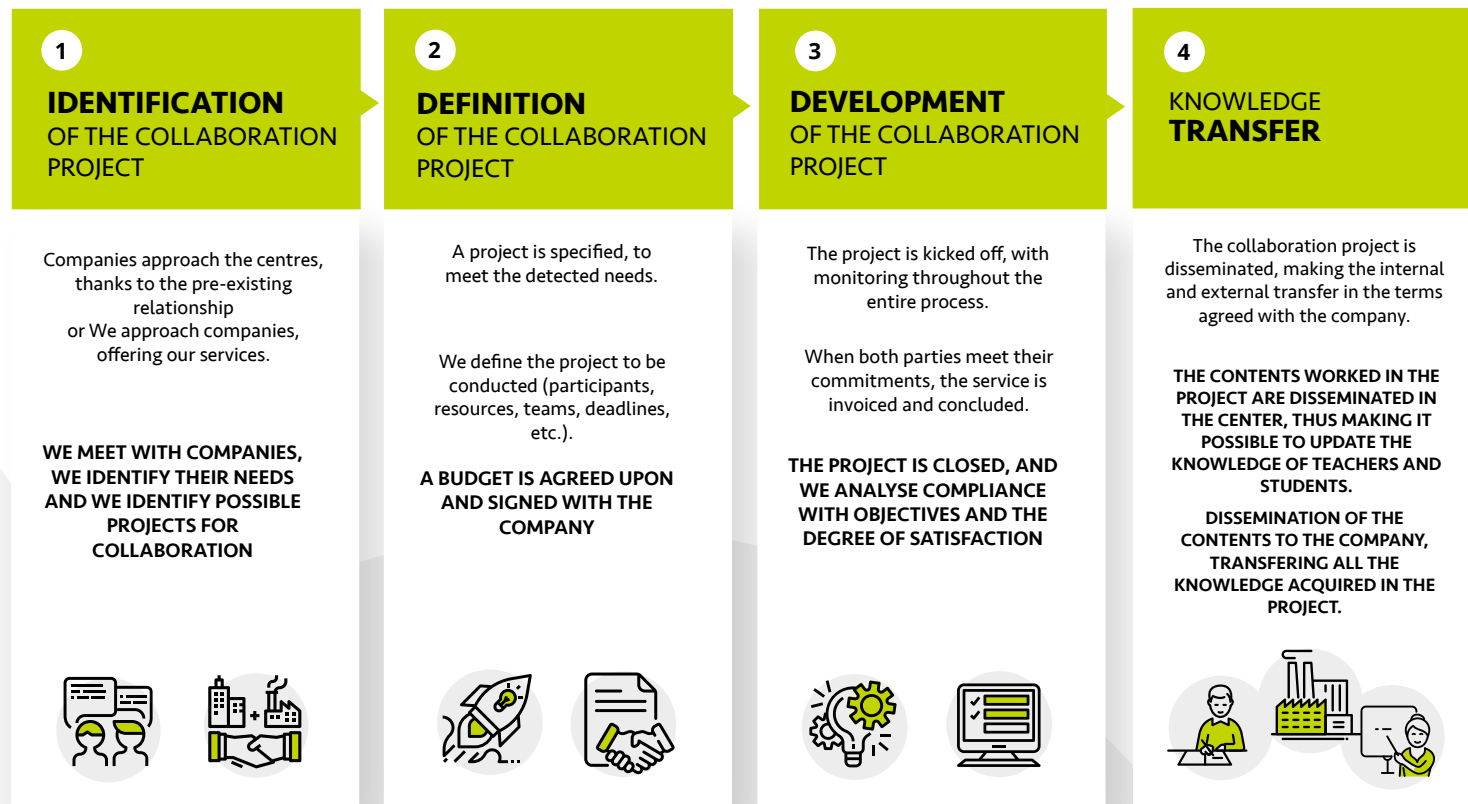 1
IDENTIFICATION
OF THE COLLABORATION
PROJECT
Companies approach the centres,
thanks to the pre-existing
relationship
or We approach companies,
offering our services.
WE MEET WITH COMPANIES,
WE IDENTIFY THEIR NEEDS
AND WE IDENTIFY POSSIBLE
PROJECTS FOR
COLLABORATION
2
DEFINITION
OF THE COLLABORATION
PROJECT
A project is specified, to
meet the detected needs.
We define the project to be
conducted (participants,
resources, teams, deadlines,
etc.).
A BUDGET IS AGREED UPON
AND SIGNED WITH THE
COMPANY
3
DEVELOPMENT
OF THE COLLABORATION
PROJECT
The project is kicked off, with
monitoring throughout the
entire process.
When both parties meet their
commitments, the service is
invoiced and concluded.
THE PROJECT IS CLOSED, AND
WE ANALYSE COMPLIANCE
WITH OBJECTIVES AND THE
DEGREE OF SATISFACTION
4
KNOWLEDGE
TRANSFER
The collaboration project is
disseminated, making the internal
and external transfer in the terms
agreed with the company.
THE CONTENTS WORKED IN THE
PROJECT ARE DISSEMINATED IN
THE CENTER, THUS MAKING IT
POSSIBLE TO UPDATE THE
KNOWLEDGE OF TEACHERS AND
STUDENTS.
DISSEMINATION OF THE
CONTENTS TO THE COMPANY,
TRANSFERING ALL THE
KNOWLEDGE ACQUIRED IN THE
PROJECT.